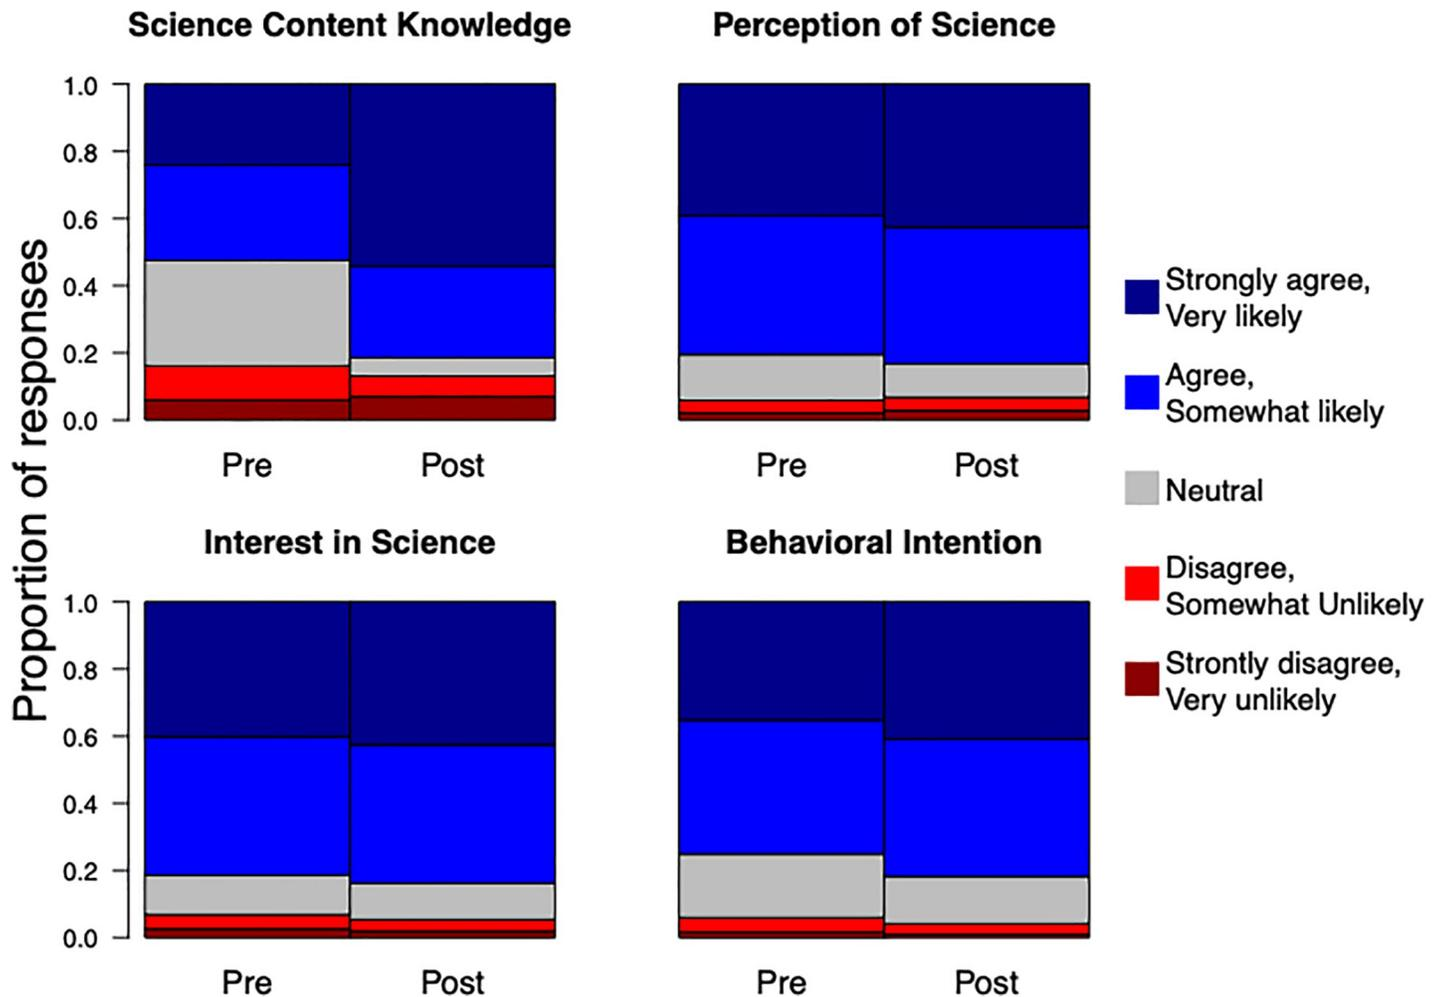 Science Content Knowledge
Perception of Science
Proportion of responses
1.0
0.8
0.6
0.4
0.2
0.0
Pre
Post
Pre
Post
Interest in Science
Behavioral Intention
1.0
0.8
0.6
0.4
0.2
0.0
Pre
Post
Pre
Post
Strongly agree,
Very likely
Agree,
Somewhat likely
Neutral
Disagree,
Somewhat Unlikely
Strontly disagree,
Very unlikely